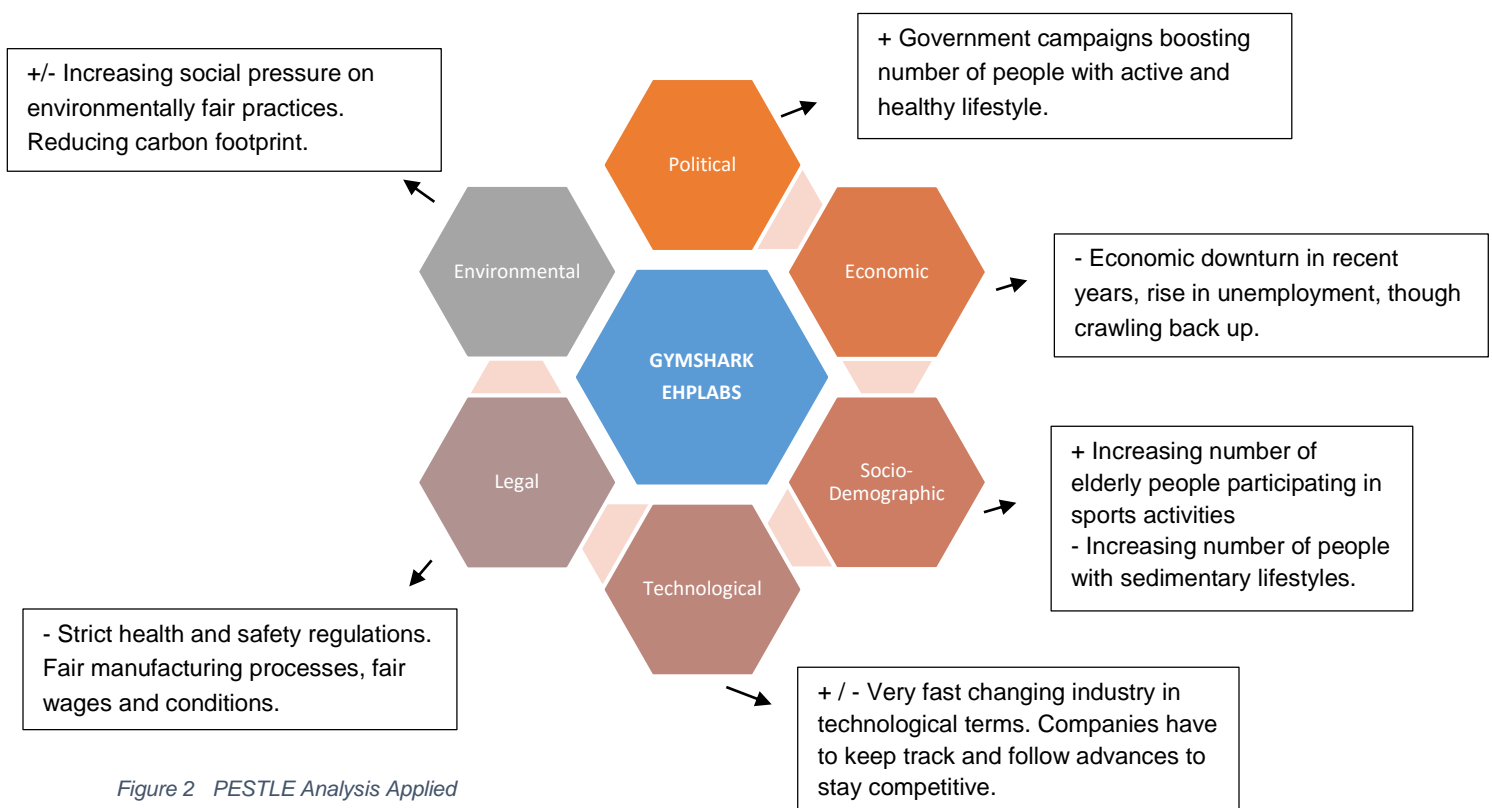 +/- Increasing social pressure on
environmentally fair practices.
Reducing carbon footprint.
+ Government campaigns boosting
number of people with active and
healthy lifestyle.
Political
Environmental
Economic
- Economic downturn in recent
years, rise in unemployment, though
crawling back up.
GYMSHARK
EHPLABS
Legal
Socio-
Demographic
+ Increasing number of
elderly people participating in
sports activities
- Increasing number of people
with sedimentary lifestyles.
Technological
- Strict health and safety regulations.
Fair manufacturing processes, fair
wages and conditions.
+ / - Very fast changing industry in
technological terms. Companies have
to keep track and follow advances to
stay competitive.
Figure 2 PESTLE Analysis Applied